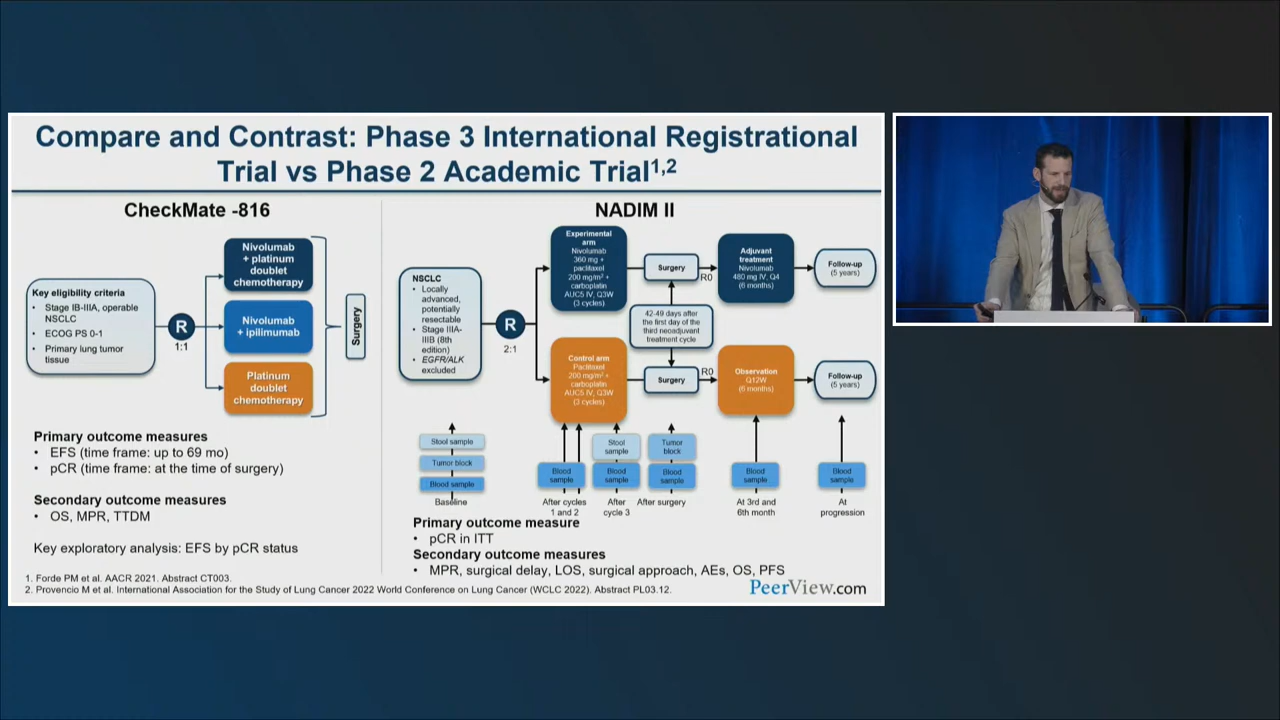 Compare and Contrast: Phase 3 International Registrational
Trial vs Phase 2 Academic Trial1,2
CheckMate -816
Key eligibility criteria
• Stage IB-IIIA, operable
NSCLC
• ECOG PS 0-1
• Primary lung tumor
tissue
R
1:1
Nivolumab
+ platinum
doublet
chemotherapy
Nivolumab
+ ipilimumab
Platinum
doublet
chemotherapy
Surgery
Primary outcome measures
• EFS (time frame: up to 69 mo)
• pCR (time frame: at the time of surgery)
Secondary outcome measures
• OS, MPR, TTDM
Key exploratory analysis: EFS by pCR status
NADIM II
NSCLC
• Locally
advanced,
potentially
resectable
• Stage IIIA-
IIIB (8th
edition)
• EGFR/ALK
excluded
R
2:1
Experimental
arm
Nivolumab
360 mg +
paclitaxel
200 mg/m² +
carboplatin
AUC5 IV, Q3W
(3 cycles)
Surgery
R0
Adjuvant
treatment
Nivolumab
480 mg IV, Q4
(6 months)
Follow-up
(5 years)
42-49 days after
the first day of the
third neoadjuvant
treatment cycle
Control arm
Paclitaxel
200 mg/m² +
carboplatin
AUC5 IV, Q3W
(3 cycles)
Surgery
R0
Observation
Q12W
(6 months)
Follow-up
(5 years)
Stool sample
Tumor block
Blood sample
Baseline
Blood
sample
After cycles
1 and 2
Stool
sample
Blood
sample
After
cycle 3
Tumor
block
Blood
sample
After surgery
Blood
sample
At 3rd and
6th month
Blood
sample
At
progression
Primary outcome measure
• pCR in ITT
Secondary outcome measures
• MPR, surgical delay, LOS, surgical approach, AEs, OS, PFS
1. Forde PM et al. AACR 2021. Abstract CT003.
2. Provencio M et al. International Association for the Study of Lung Cancer 2022 World Conference on Lung Cancer (WCLC 2022). Abstract PL03.12.
PeerView.com